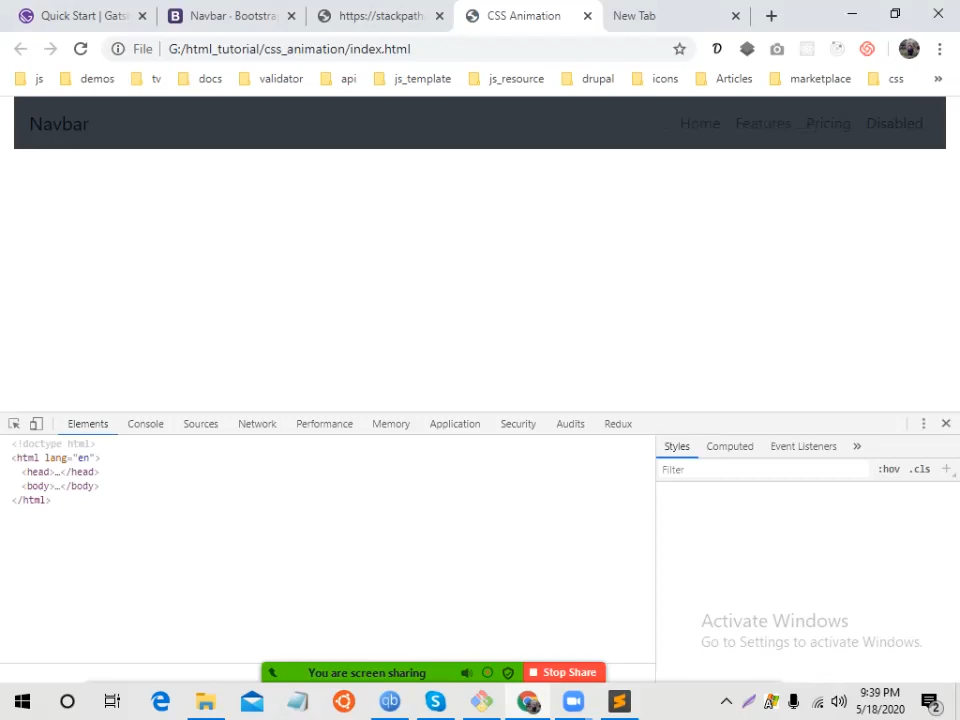 Quick Start | Gats
Navbar · Bootstra
https://stackpath
CSS Animation
New Tab
File
G:/html_tutorial/css_animation/index.html
js
demos
tv
docs
validator
api
js_template
js_resource
drupal
icons
Articles
marketplace
css
»
Navbar
Home
Features
Pricing
Disabled
Elements
Console
Sources
Network
Performance
Memory
Application
Security
Audits
Redux
<!doctype html>
<html lang="en">
<head>…</head>
<body>…</body>
</html>
Styles
Computed
Event Listeners
»
Filter
:hov
.cls
+
Activate Windows
Go to Settings to activate Windows.
You are screen sharing
Stop Share
qb
9:39 PM
5/18/2020
2